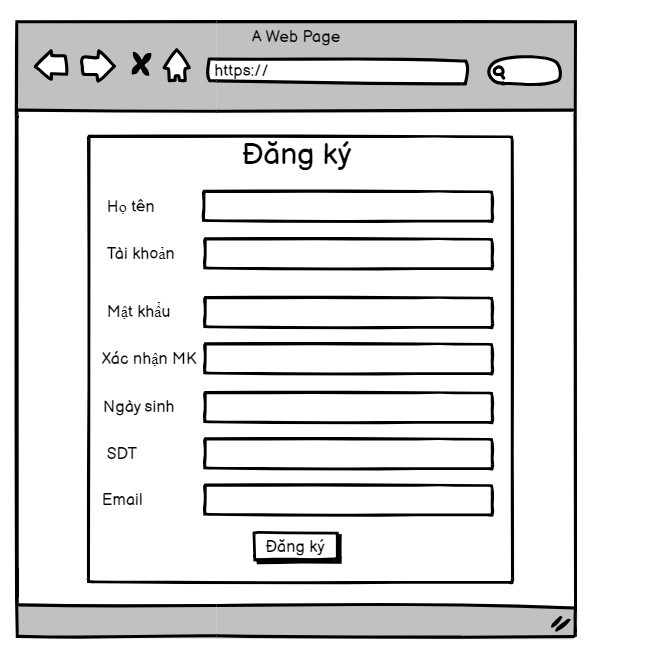 A Web Page
https://
Đăng ký
Họ tên
Tài khoản
Mật khẩu
Xác nhận MK
Ngày sinh
SDT
Email
Đăng ký